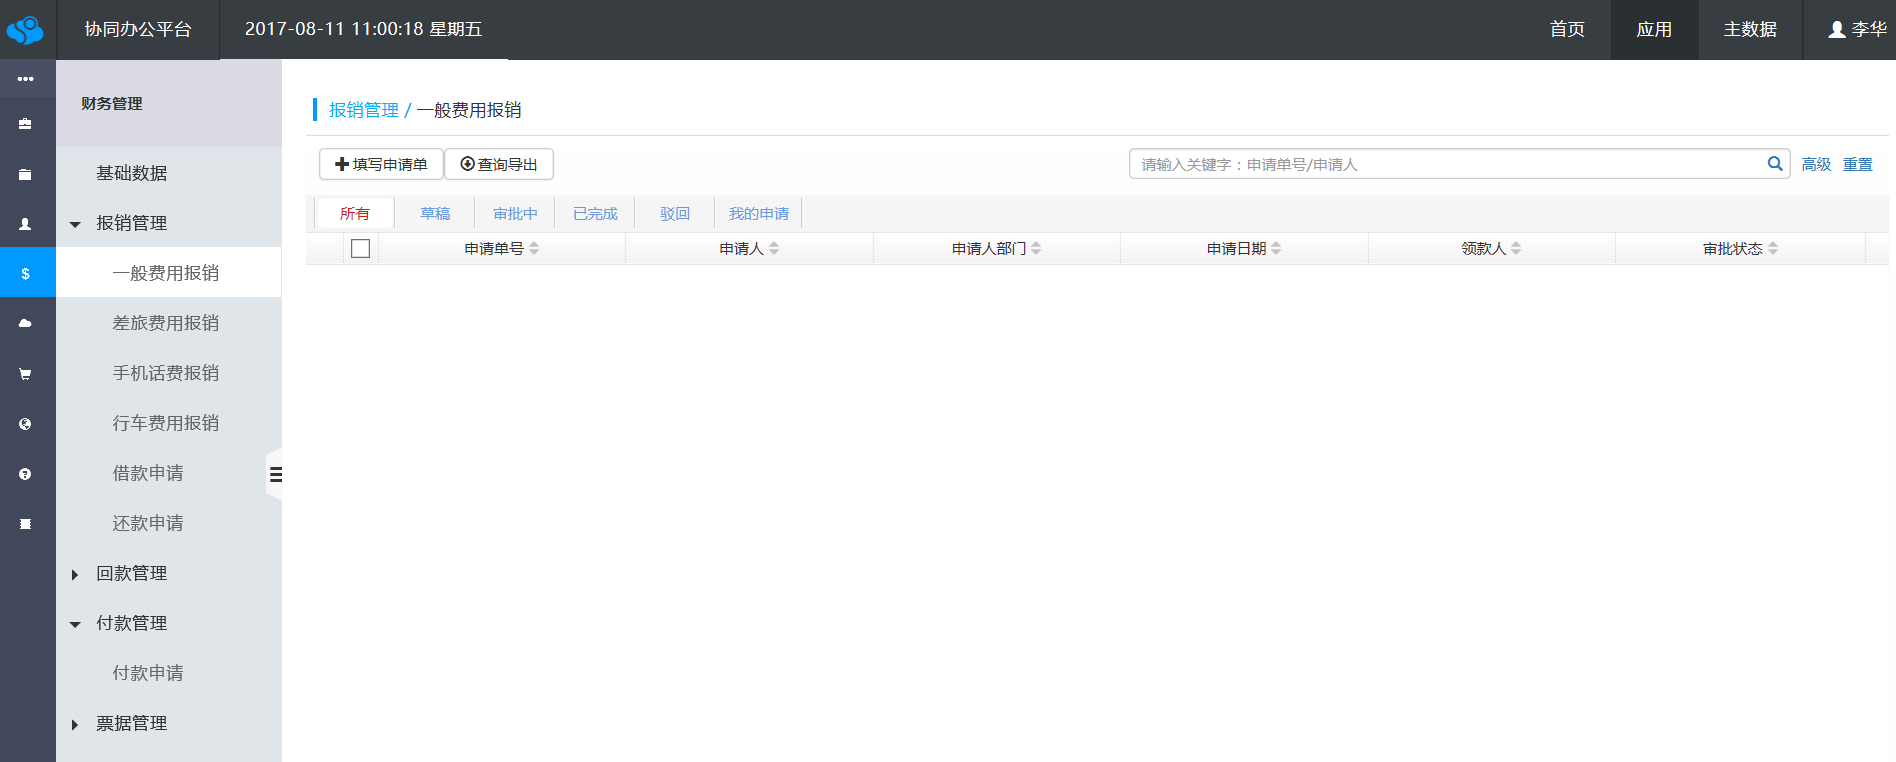 协同办公平台
2017-08-11 11:00:18 星期五
首页
应用
主数据
李华
财务管理
基础数据
报销管理
一般费用报销
差旅费用报销
手机话费报销
行车费用报销
借款申请
还款申请
回款管理
付款管理
付款申请
票据管理
报销管理 / 一般费用报销
填写申请单
查询导出
请输入关键字：申请单号/申请人
高级
重置
所有
草稿
审批中
已完成
驳回
我的申请
申请单号
申请人
申请人部门
申请日期
领款人
审批状态